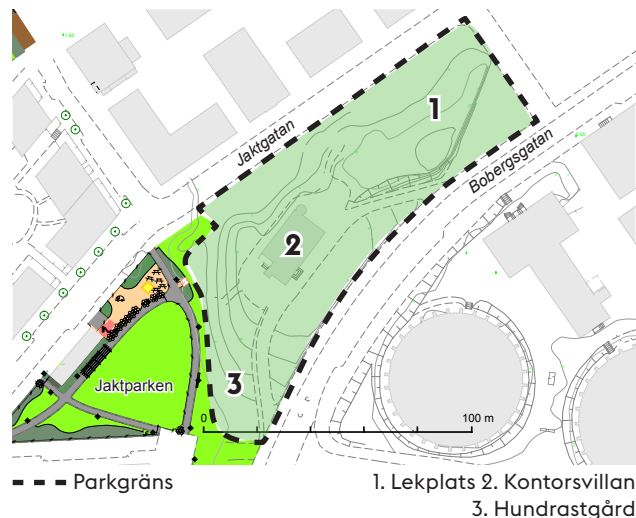 1
Jaktgatan
Bobergsgatan
2
Jaktparken
3
0
100 m
Parkgräns
1. Lekplats 2. Kontorsvillan
3. Hundrastgård